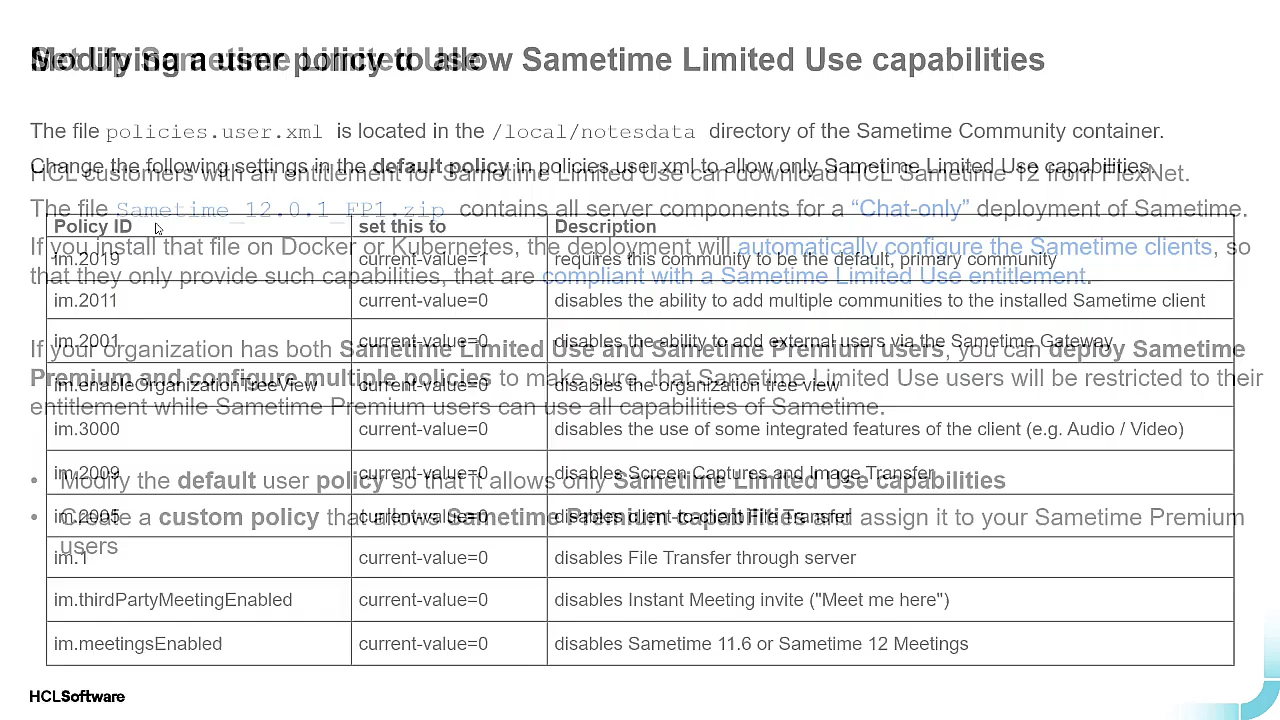 Modifying a user policy to allow Sametime Limited Use capabilities
Set Up Sametime Limited Use
The file policies.user.xml is located in the /local/notesdata directory of the Sametime Community container.
Change the following settings in the default policy in policies.user.xml to allow only Sametime Limited Use capabilities.
HCL customers with an entitlement for Sametime Limited Use can download HCL Sametime 12 from FlexNet.
The file Sametime_12.0.1_FP1.zip contains all server components for a “Chat-only” deployment of Sametime.
Policy ID set this to Description
If you install that file on Docker or Kubernetes, the deployment will automatically configure the Sametime clients, so
im.2019 current-value=1 requires this community to be the default, primary community
that they only provide such capabilities, that are compliant with a Sametime Limited Use entitlement.
im.2011 current-value=0 disables the ability to add multiple communities to the installed Sametime client
im.2001 current-value=0 disables the ability to add external users via the Sametime Gateway
If your organization has both Sametime Limited Use and Sametime Premium users, you can deploy Sametime
Premium and configure multiple policies to make sure, that Sametime Limited Use users will be restricted to their
im.enableOrganizationTreeView current-value=0 disables the organization tree view
entitlement while Sametime Premium users can use all capabilities of Sametime.
im.3000 current-value=0 disables the use of some integrated features of the client (e.g. Audio / Video)
im.2009 current-value=0 disables Screen Captures and Image Transfer
• Modify the default user policy so that it allows only Sametime Limited Use capabilities
im.2005 current-value=0 disables client-to-client File Transfer
• Create a custom policy that allows Sametime Premium capabilities and assign it to your Sametime Premium
users
im.1 current-value=0 disables File Transfer through server
im.thirdPartyMeetingEnabled current-value=0 disables Instant Meeting invite ("Meet me here")
im.meetingsEnabled current-value=0 disables Sametime 11.6 or Sametime 12 Meetings
HCLSoftware